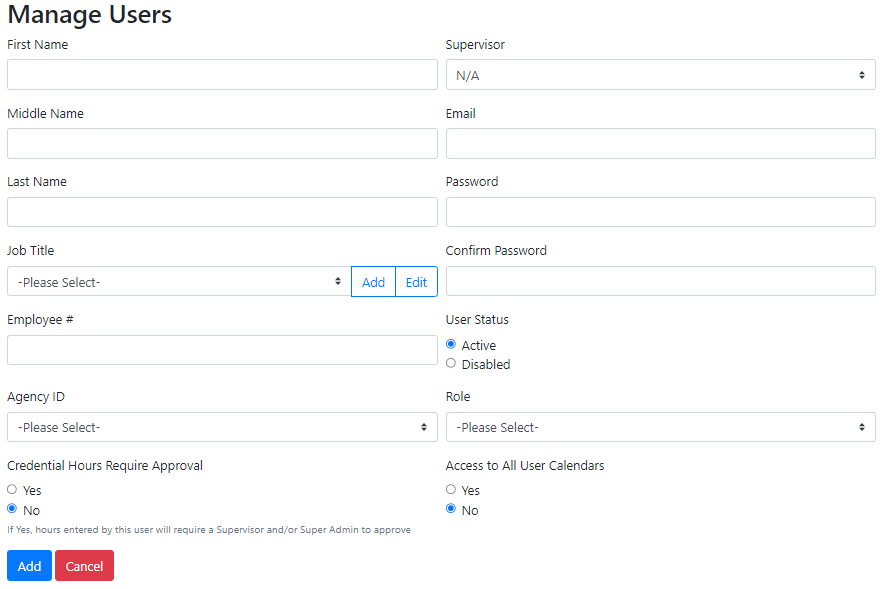 Manage Users
First Name
Supervisor
N/A
Middle Name
Email
Last Name
Password
Job Title
Confirm Password
-Please Select-
Add
Edit
Employee #
User Status
Active
Disabled
Agency ID
Role
-Please Select-
-Please Select-
Credential Hours Require Approval
Access to All User Calendars
Yes
Yes
No
No
If Yes, hours entered by this user will require a Supervisor and/or Super Admin to approve
Add
Cancel